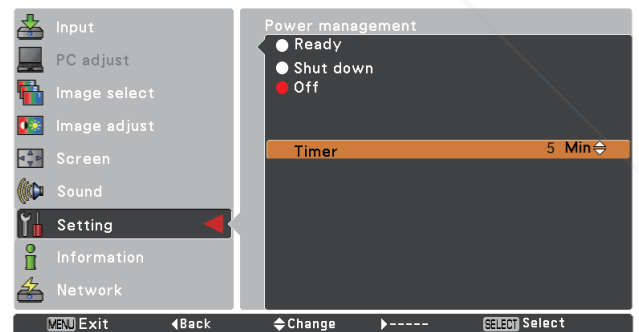 Input
PC adjust
Image select
Image adjust
Screen
Sound
Setting
Information
Network
Power management
Ready
Shut down
Off
Timer 5 Min
MENU Exit Back Change ----- SELECT Select